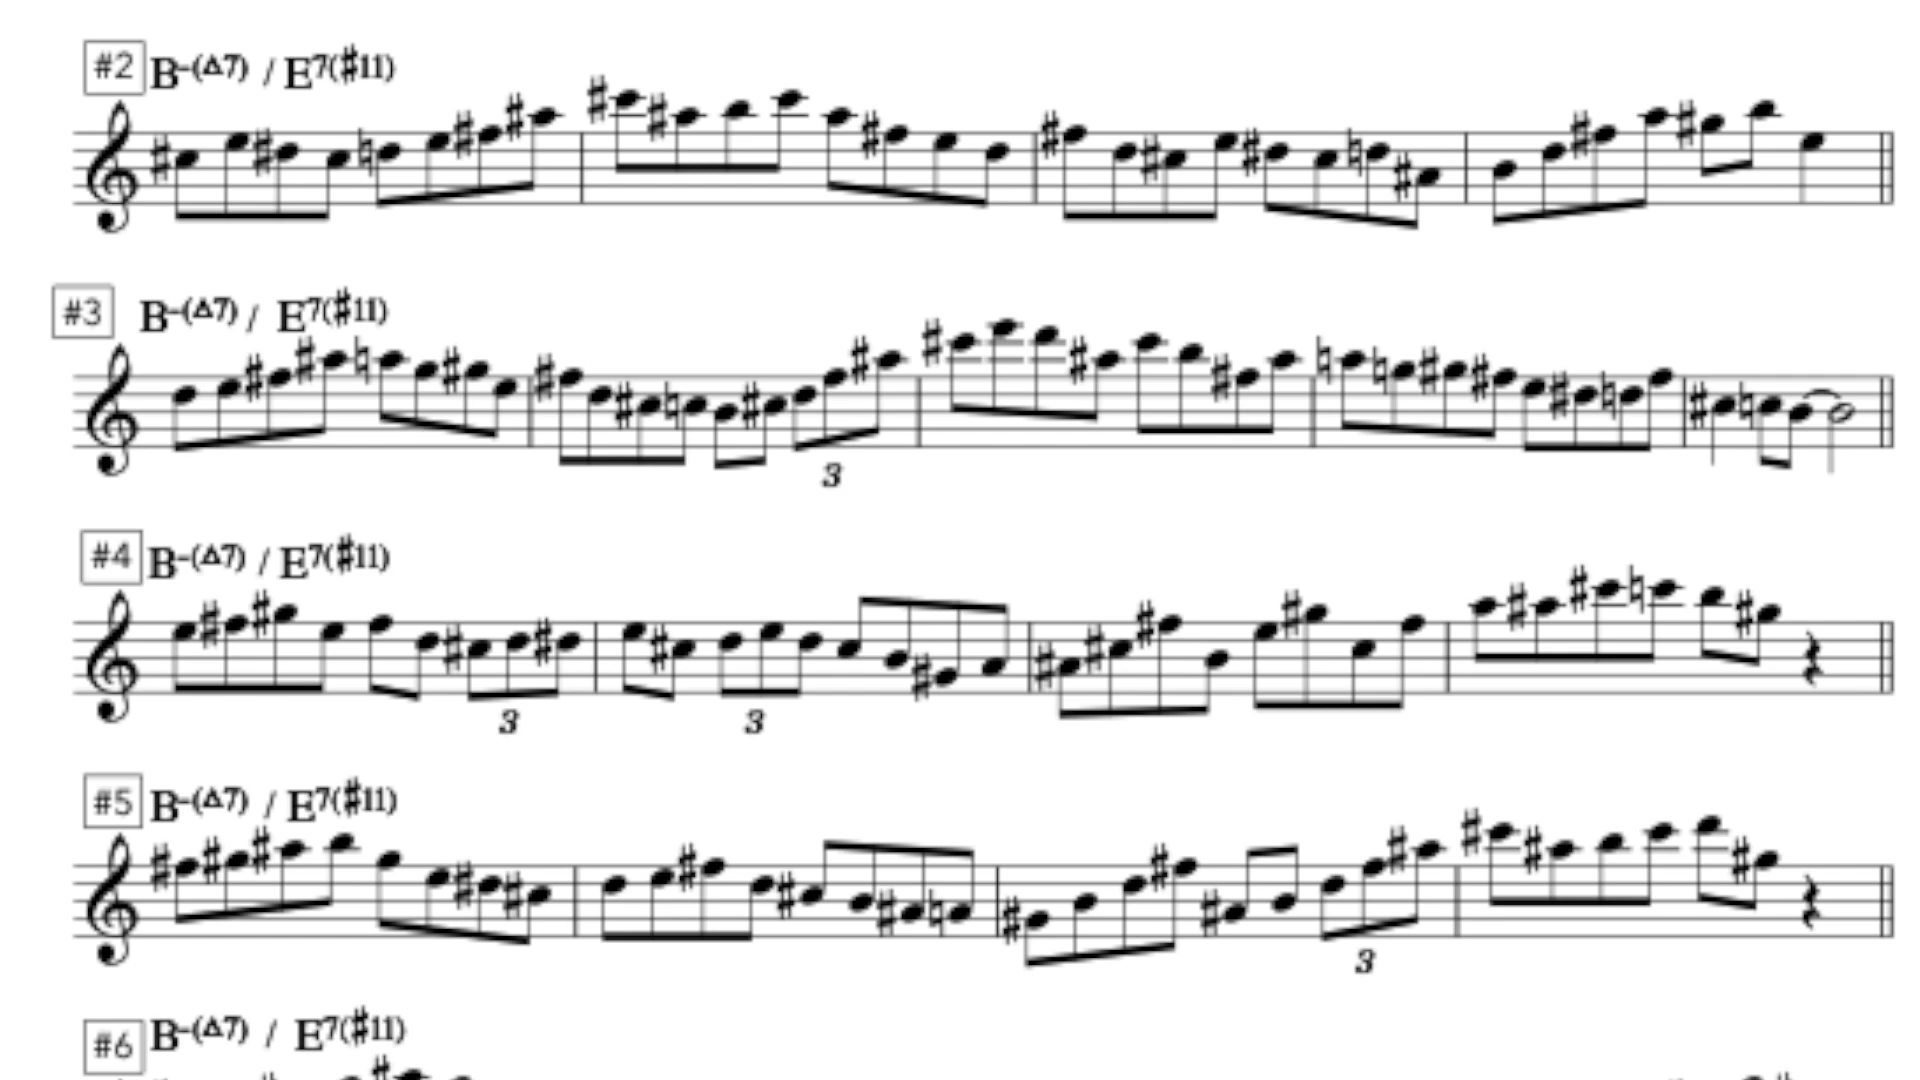 #2 B-(Δ7) / E7(#11)
#3 B-(Δ7) / E7(#11)
3
#4 B-(Δ7) / E7(#11)
3 3
#5 B-(Δ7) / E7(#11)
3
#6 B-(Δ7) / E7(#11)